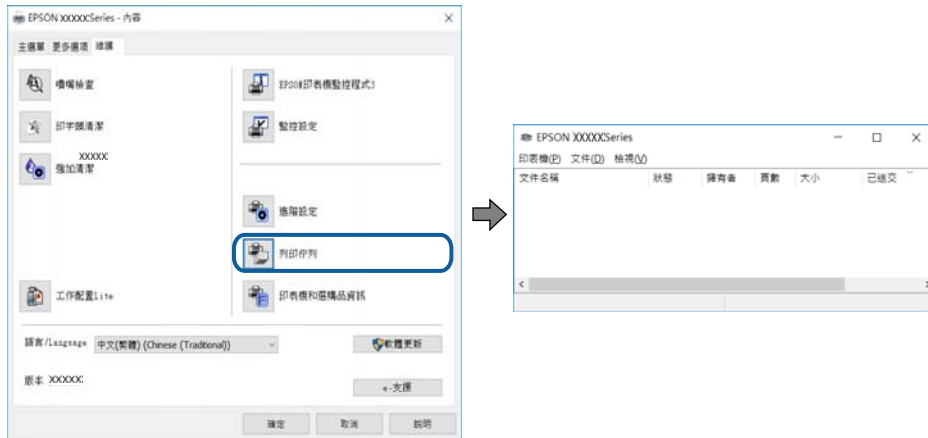 EPSON XXXXX:Series - 內容
主選單 更多選項 維護
噴嘴檢查
印字頭清潔
XXXXX:
強加清潔
工作配置Lite
EPSON印表機監控程式3
監控設定
進階設定
列印佇列
印表機和選購品資訊
語言/Language 中文(繁體) (Chinese (Traditional))
軟體更新
版本 XXXXX:
e-支援
確定 取消 說明
EPSON XXXXX:Series
印表機(P) 文件(D) 檢視(V)
文件名稱 狀態 擁有者 頁數 大小 已送交